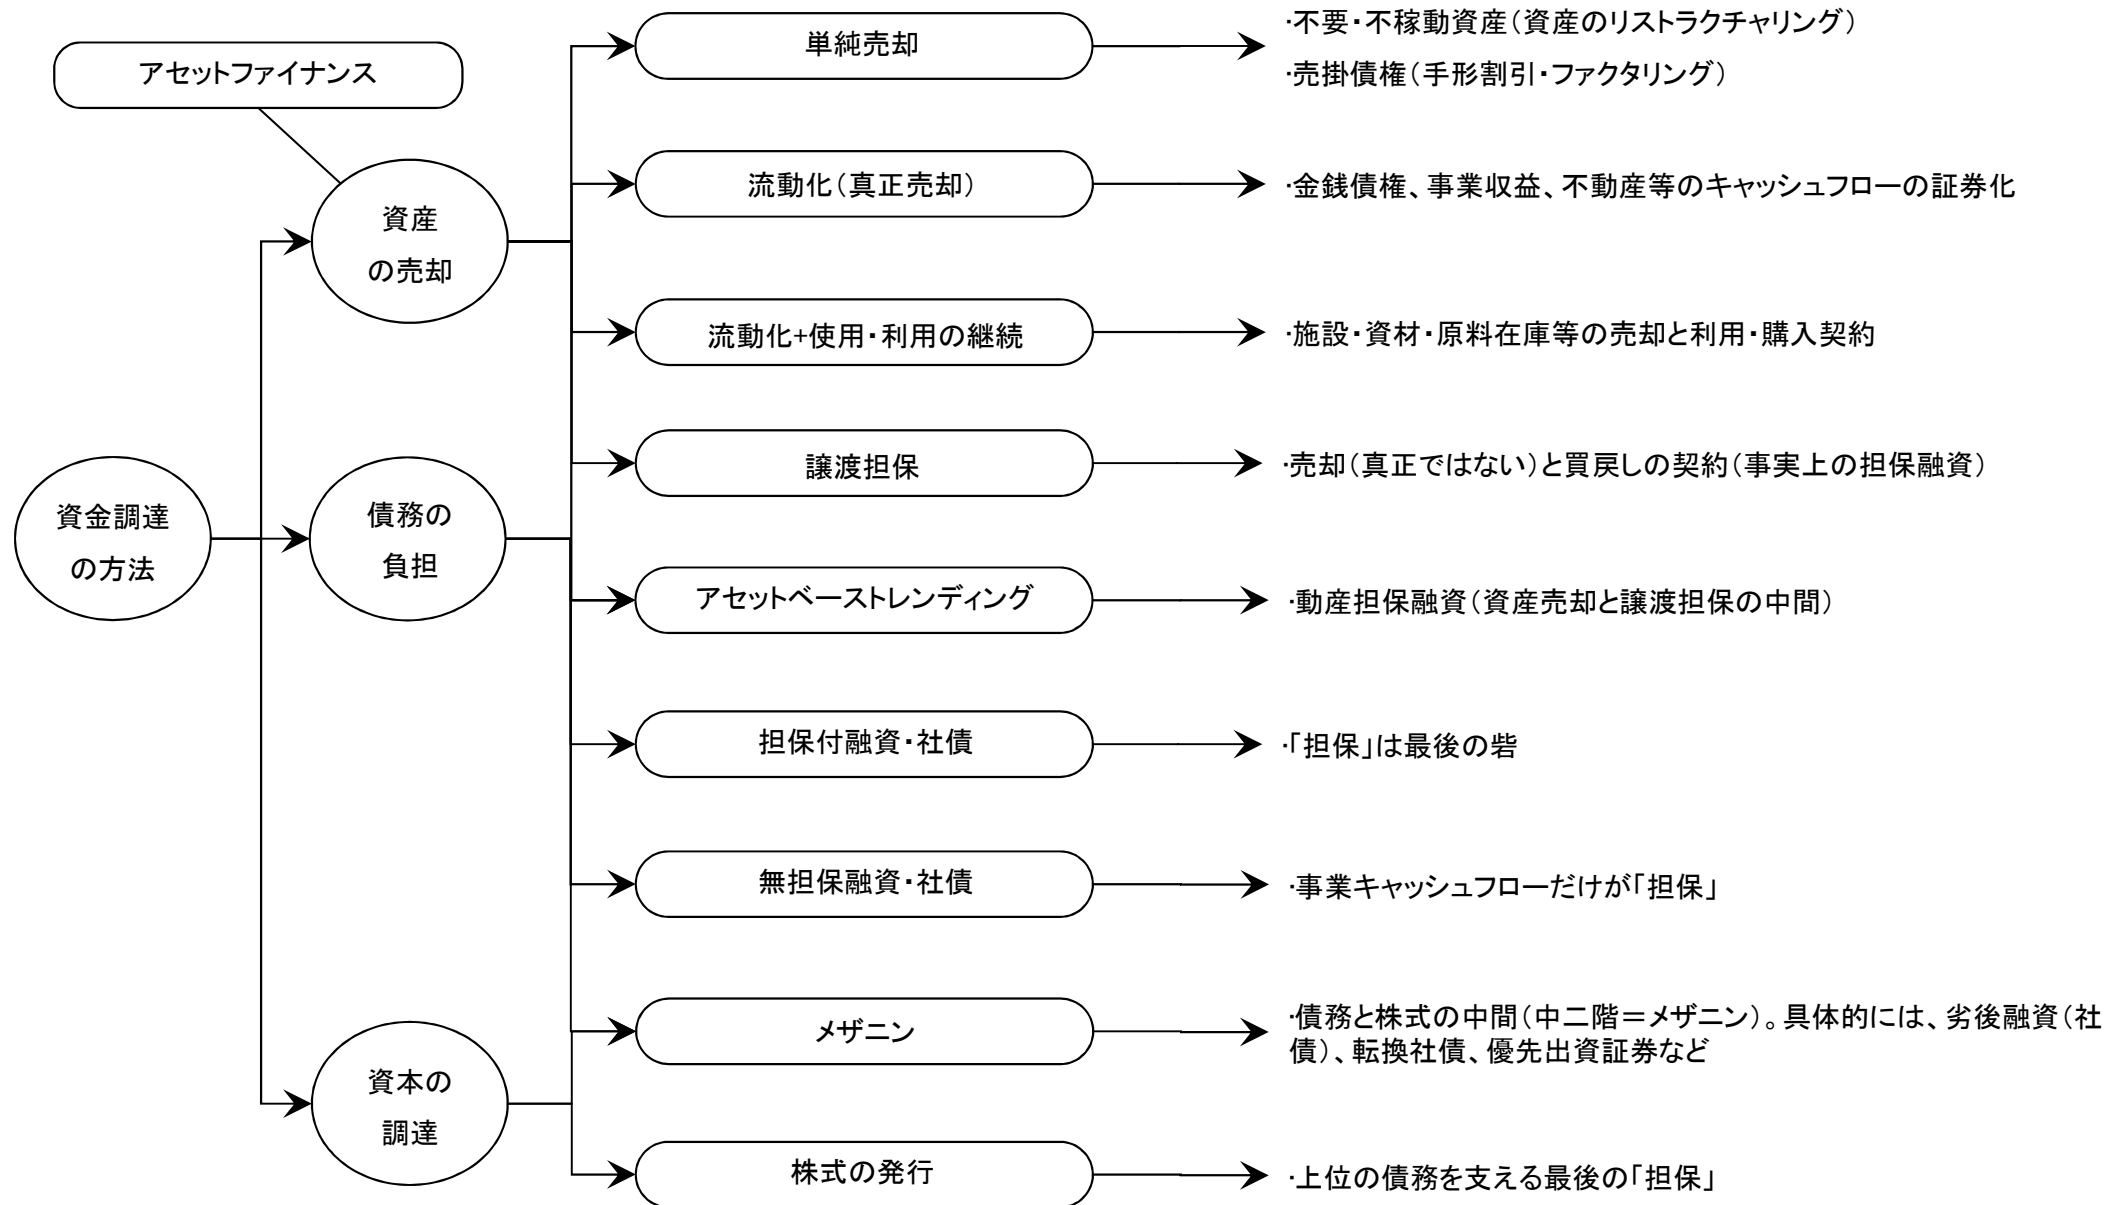 アセットファイナンス
資金調達
の方法
資産
の売却
債務の
負担
資本の
調達
単純売却
・不要・不稼動資産（資産のリストラクチャリング）
・売掛債権（手形割引・ファクタリング）
流動化（真正売却）
・金銭債権、事業収益、不動産等のキャッシュフローの証券化
流動化+使用・利用の継続
・施設・資材・原料在庫等の売却と利用・購入契約
譲渡担保
・売却（真正ではない）と買戻しの契約（事実上の担保融資）
アセットベーストレンディング
・動産担保融資（資産売却と譲渡担保の中間）
担保付融資・社債
・「担保」は最後の砦
無担保融資・社債
・事業キャッシュフローだけが「担保」
メザニン
・債務と株式の中間（中二階＝メザニン）。具体的には、劣後融資（社
債）、転換社債、優先出資証券など
株式の発行
・上位の債務を支える最後の「担保」